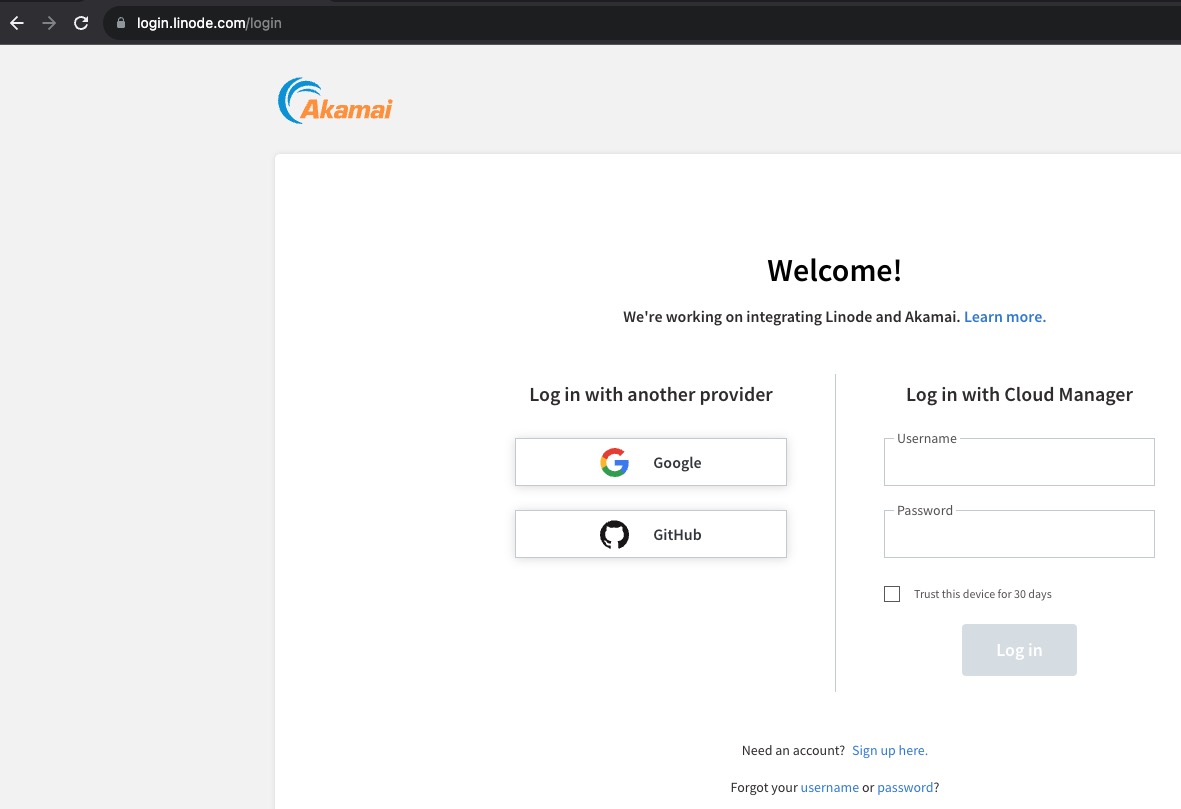 login.linode.com/login
Akamai
Welcome!
We're working on integrating Linode and Akamai. Learn more.
Log in with another provider
Google
GitHub
Log in with Cloud Manager
Username
Password
Trust this device for 30 days
Log in
Need an account? Sign up here.
Forgot your username or password?